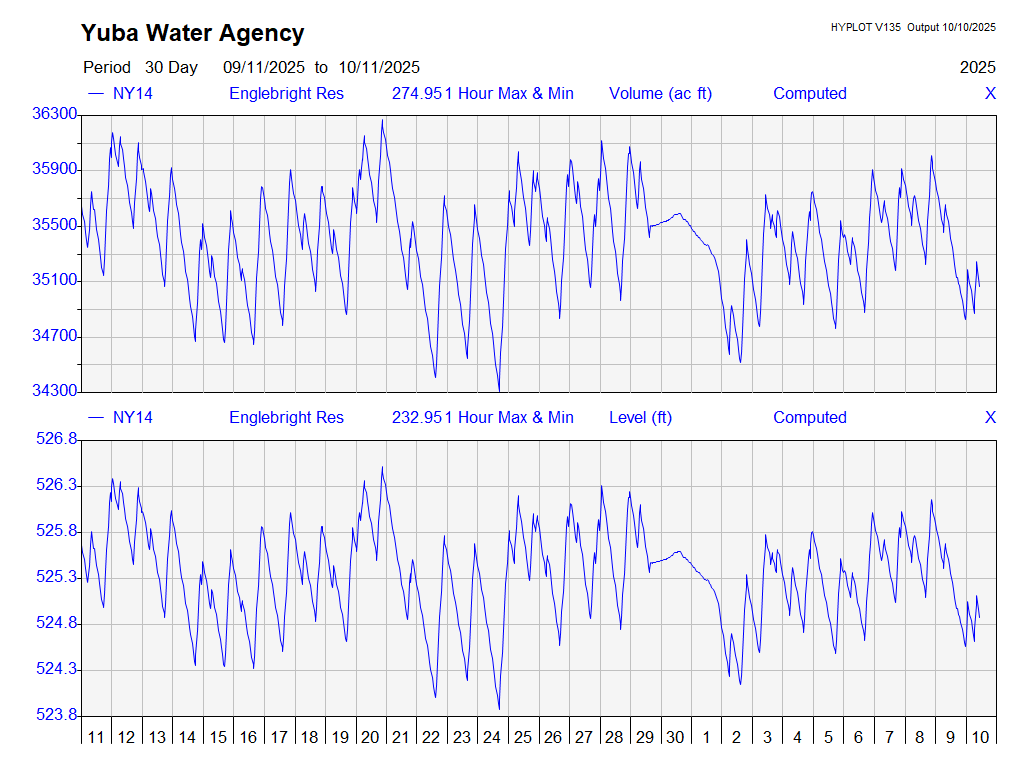 Yuba Water Agency
HYPLOT V135 Output 10/10/2025
Period 30 Day 09/11/2025 to 10/11/2025 2025
NY14 Englebright Res 274.951 Hour Max & Min Volume (ac ft) Computed X
36300
35900
35500
35100
34700
34300
NY14 Englebright Res 232.951 Hour Max & Min Level (ft) Computed X
526.8
526.3
525.8
525.3
524.8
524.3
523.8
11 12 13 14 15 16 17 18 19 20 21 22 23 24 25 26 27 28 29 30 1 2 3 4 5 6 7 8 9 10